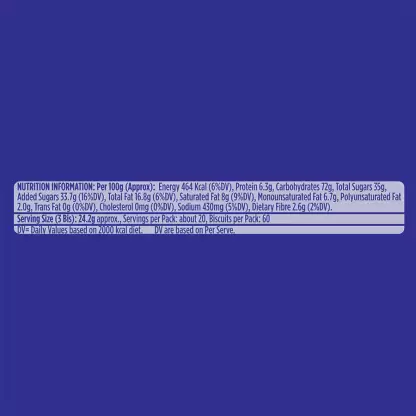 NUTRITION INFORMATION: Per 100g (Approx): Energy 464 Kcal (6%DV), Protein 6.3g, Carbohydrates 72g, Total Sugars 35g,
Added Sugars 33.7g (16%DV), Total Fat 16.8g (6%DV), Saturated Fat 8g (9%DV), Monounsaturated Fat 6.7g, Polyunsaturated Fat
2.0g, Trans Fat 0g (0%DV), Cholesterol 0mg (0%DV), Sodium 430mg (5%DV), Dietary Fibre 2.6g (2%DV).
Serving Size (3 Bis): 24.2g approx., Servings per Pack: about 20, Biscuits per Pack: 60
DV= Daily Values based on 2000 kcal diet. DV are based on Per Serve.